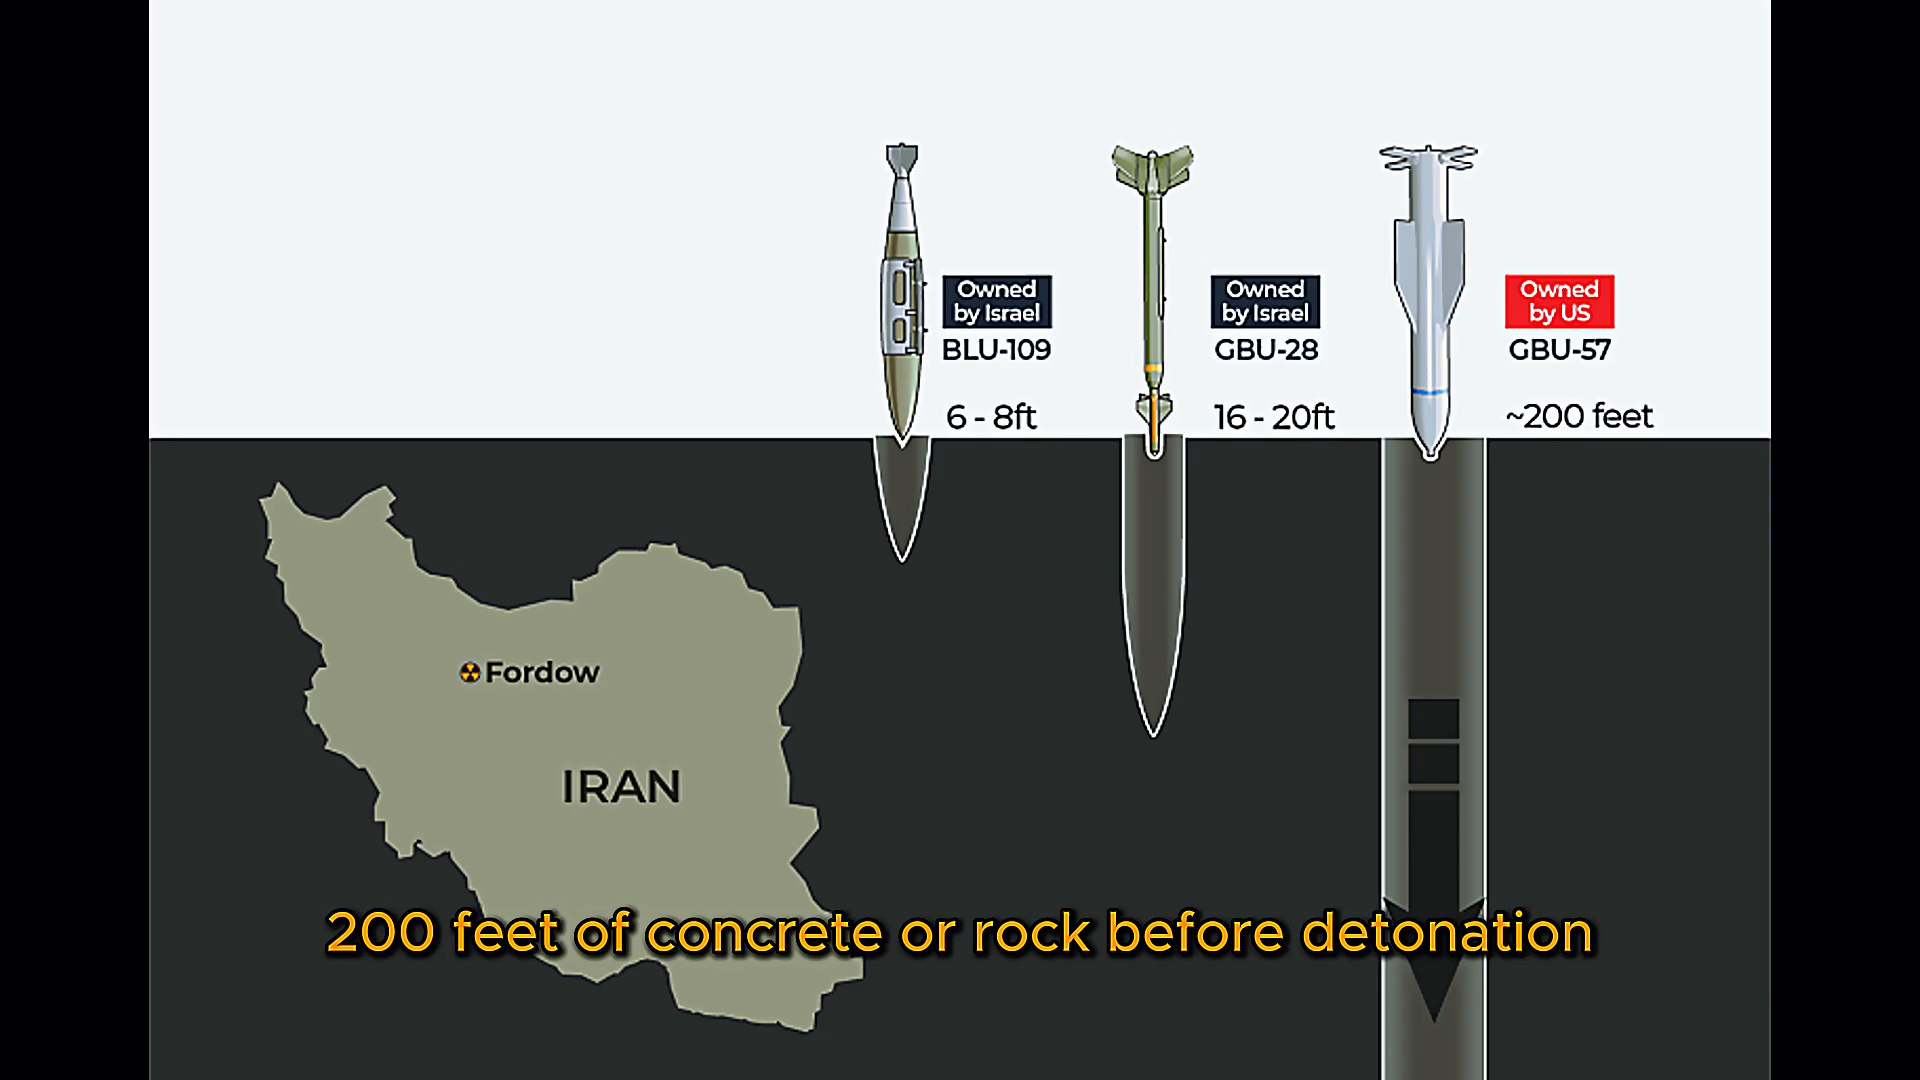 Owned
by Israel
BLU-109
6 - 8ft
Owned
by Israel
GBU-28
16 - 20ft
Owned
by US
GBU-57
~200 feet
Fordow
IRAN
200 feet of concrete or rock before detonation